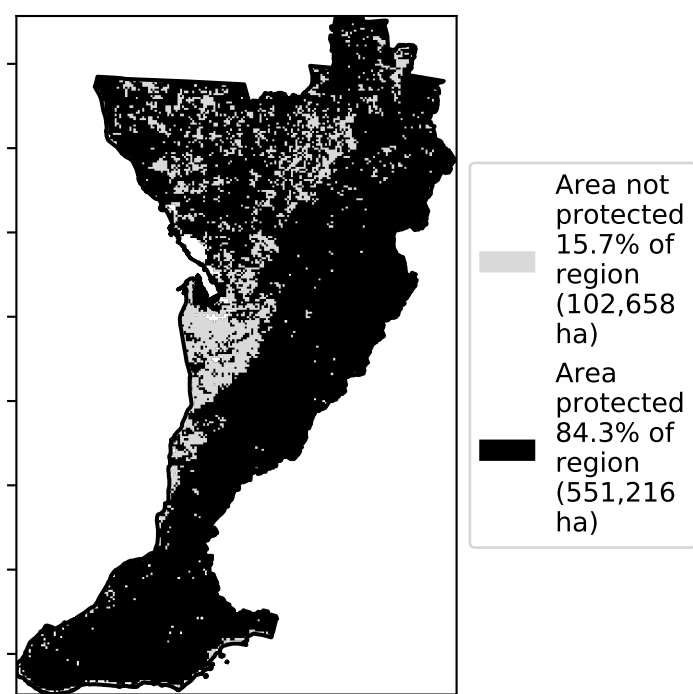 Area not
protected
15.7% of
region
(102,658
ha)
Area
protected
84.3% of
region
(551,216
ha)